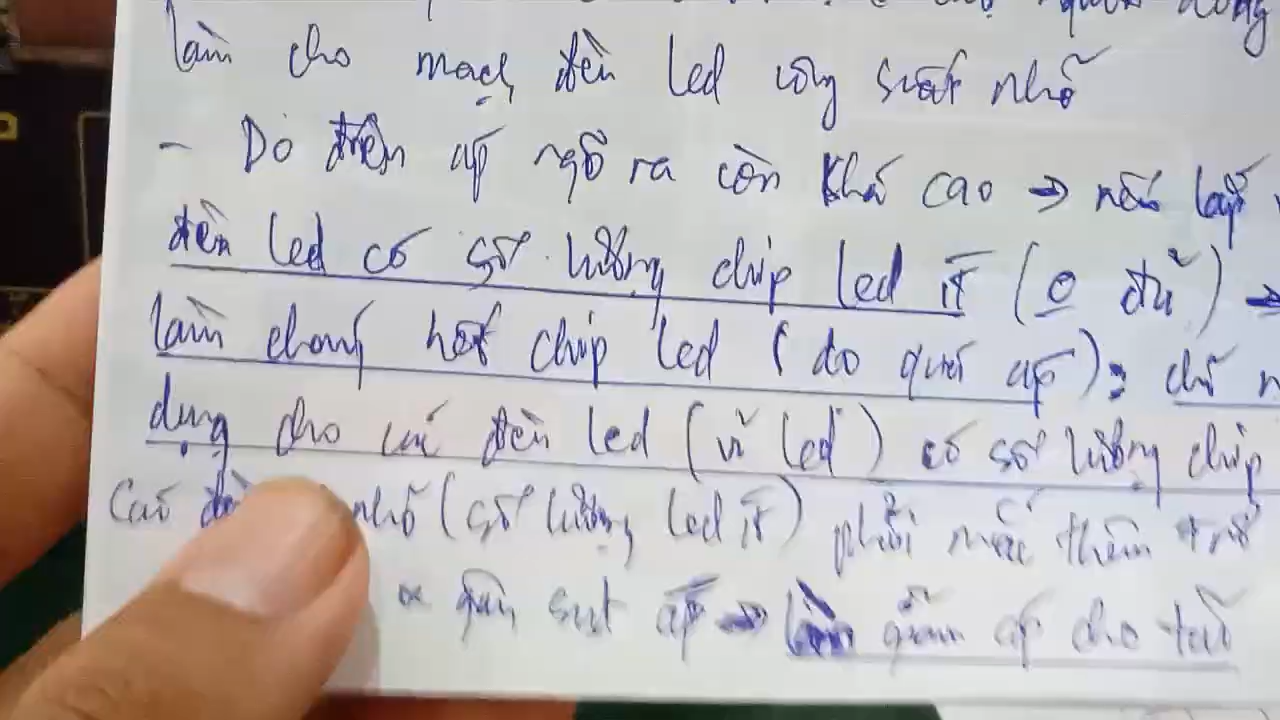 làm cho mạch đèn led công suất nhỏ
- Do điện áp ngõ ra còn khá cao => nếu lắp
đèn led có số lượng chip led ít (o đủ) =>
làm chóng hết chip led (do quá áp): chỉ
dụng cho các đèn led (vỉ led) có số lượng chip
Các nhỏ (số lượng led ít) phải mắc thêm trở
sụt áp => làm giảm áp cho tải